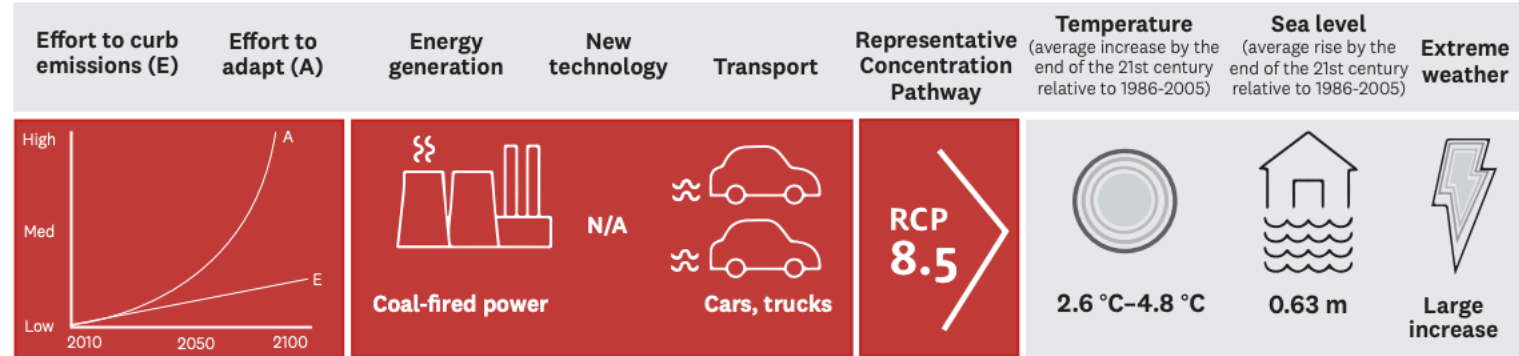 Effort to curb
emissions (E)
Effort to
adapt (A)
Energy
generation
New
technology
Transport
Representative
Concentration
Pathway
Temperature
(average increase by the
end of the 21st century
relative to 1986-2005)
Sea level
(average rise by the
end of the 21st century
relative to 1986-2005)
Extreme
weather
High
Med
Low
A
E
2010
2050
2100
Coal-fired power
N/A
Cars, trucks
RCP
8.5
2.6 °C–4.8 °C
0.63 m
Large
increase